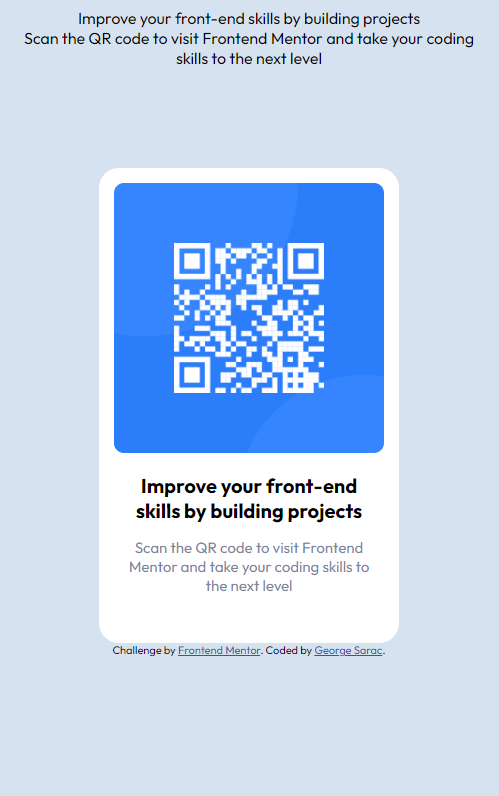 Improve your front-end skills by building projects
Scan the QR code to visit Frontend Mentor and take your coding
skills to the next level
Improve your front-end
skills by building projects
Scan the QR code to visit Frontend
Mentor and take your coding skills to
the next level
Challenge by Frontend Mentor. Coded by George Sarac.